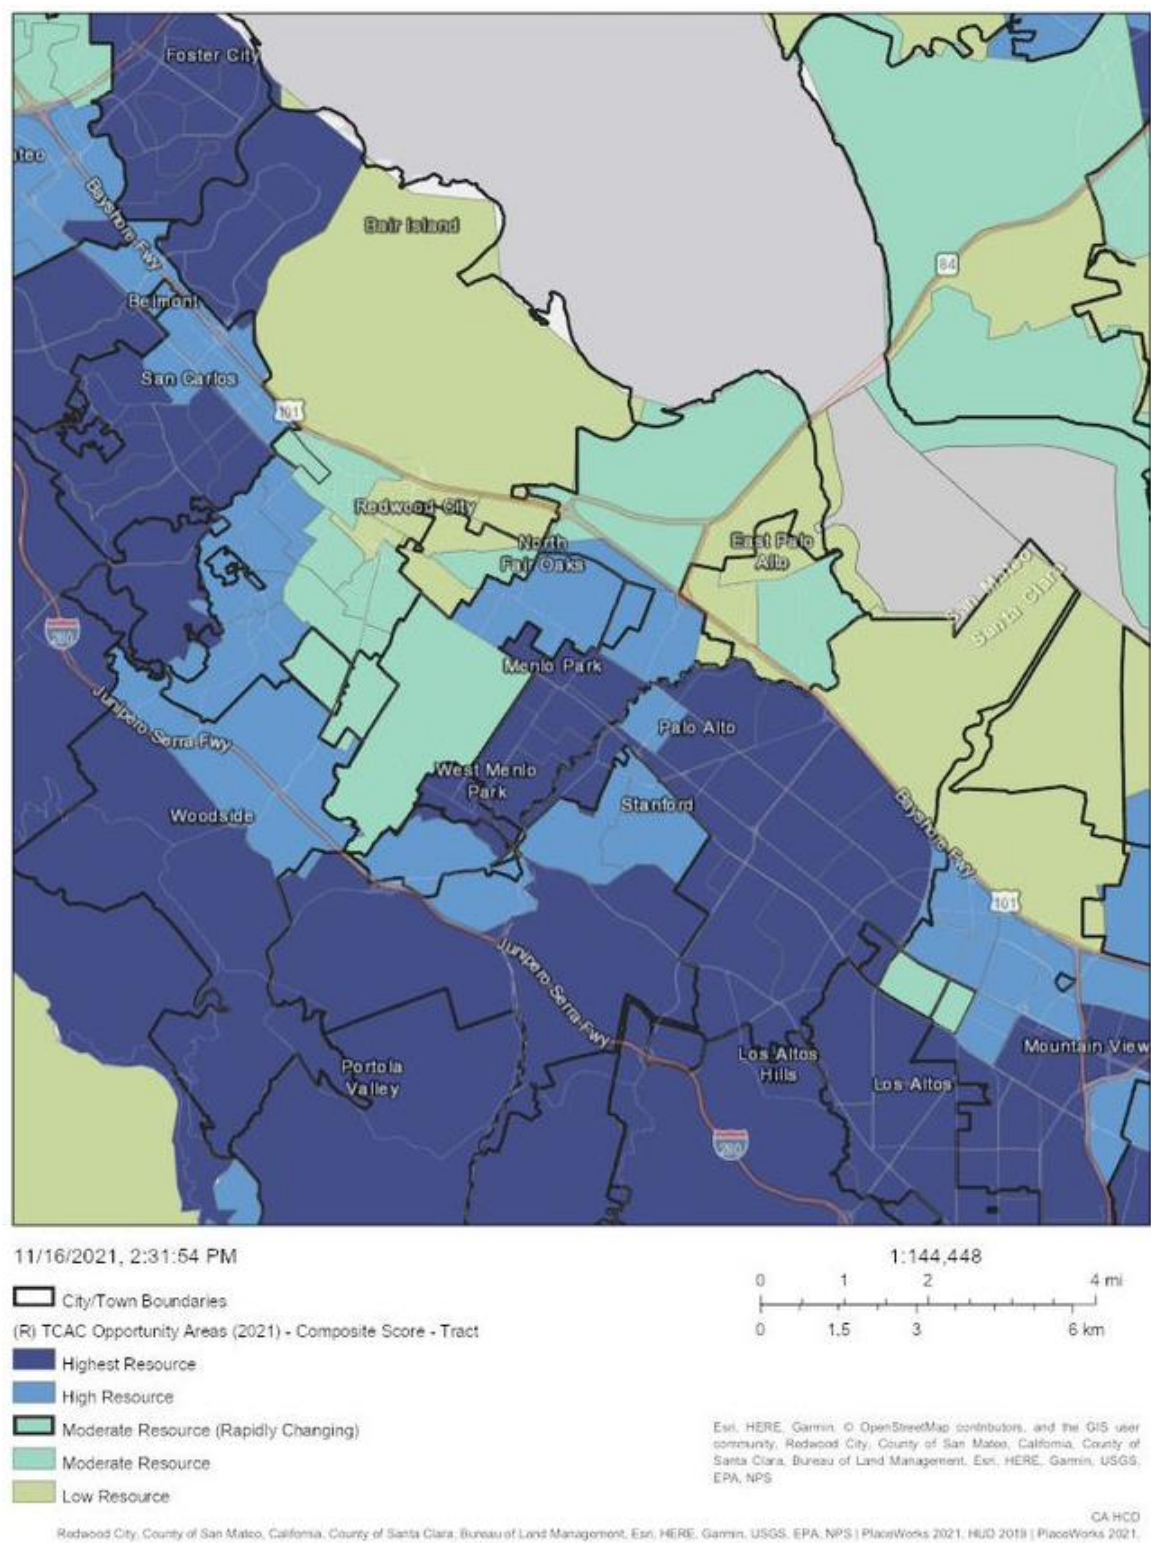 Foster City
ateo
Bayshore Fwy
Bair Island
84
Belmont
San Carlos
101
Redwood City
North
Fair Oaks
East Palo
Alto
San Mateo
Santa Clara
280
Menlo Park
Junipero Serra Fwy
Palo Alto
West Menlo
Park
Stanford
Woodside
Bayshore Fwy
101
Junipero Serra Fwy
Portola
Valley
Los Altos
Hills
Mountain View
Los Altos
280
11/16/2021, 2:31:54 PM
1:144,448
0 1 2 4 mi
0 1.5 3 6 km
City/Town Boundaries
(R) TCAC Opportunity Areas (2021) - Composite Score - Tract
Highest Resource
High Resource
Moderate Resource (Rapidly Changing)
Moderate Resource
Low Resource
Esri, HERE, Garmin, © OpenStreetMap contributors, and the GIS user
community, Redwood City, County of San Mateo, California, County of
Santa Clara, Bureau of Land Management, Esri, HERE, Garmin, USGS,
EPA, NPS
CA HCD
Redwood City, County of San Mateo, California, County of Santa Clara, Bureau of Land Management, Esri, HERE, Garmin, USGS, EPA, NPS | PlaceWorks 2021, HUD 2019 | PlaceWorks 2021,